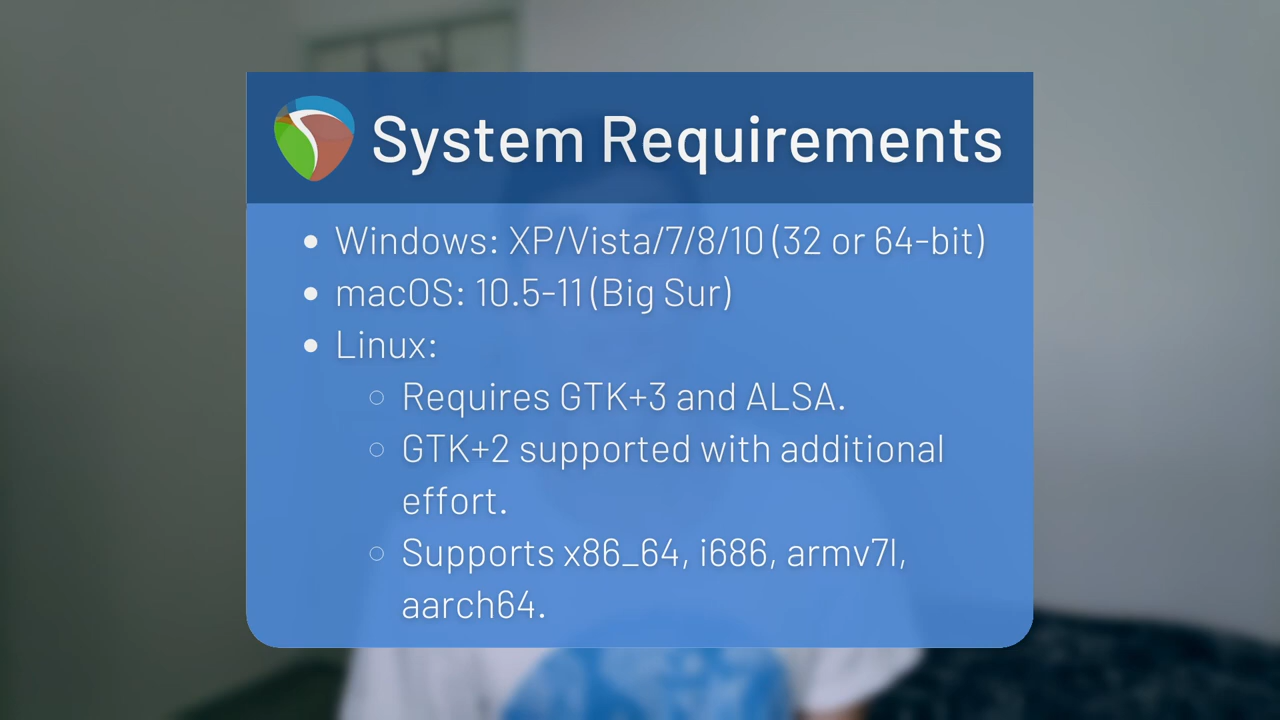 System Requirements
Windows: XP/Vista/7/8/10 (32 or 64-bit)
macOS: 10.5-11 (Big Sur)
Linux:
Requires GTK+3 and ALSA.
GTK+2 supported with additional
effort.
Supports x86_64, i686, armv7l,
aarch64.